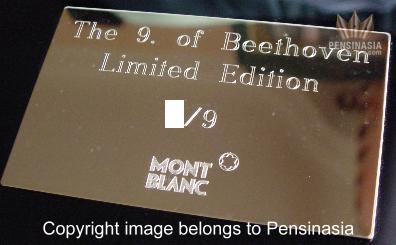 PENSINASIA
The 9. of Beethoven
Limited Edition
/9
MONT
BLANC
Copyright image belongs to Pensinasia